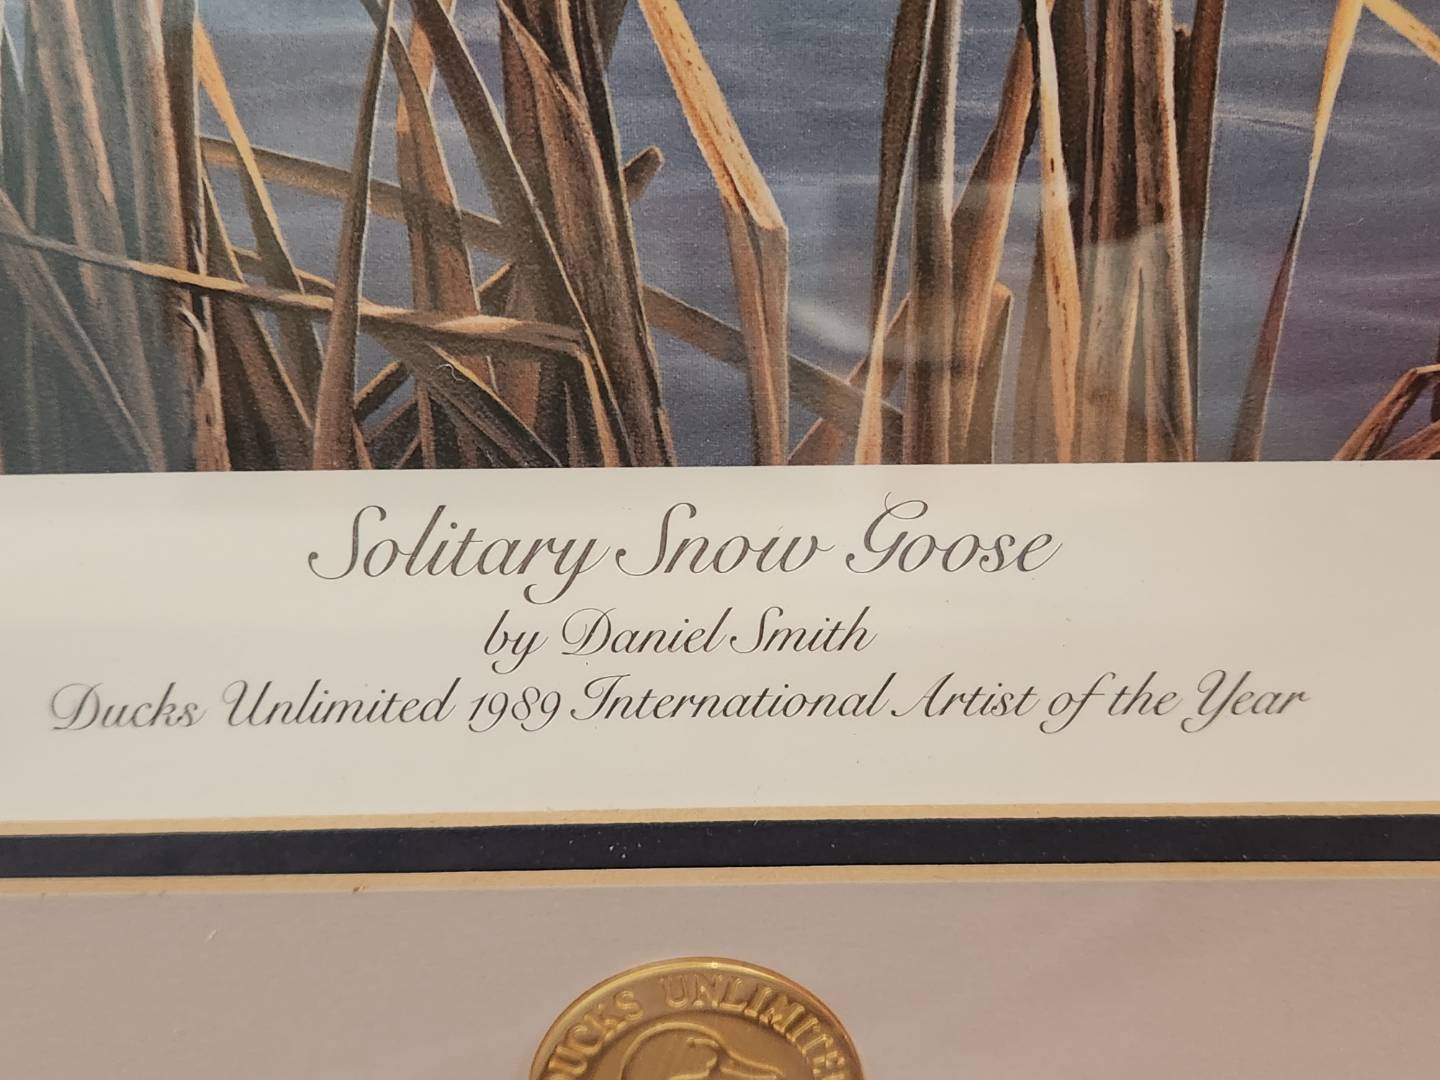 Solitary Snow Goose
by Daniel Smith
Ducks Unlimited 1989 International Artist of the Year
DUCKS UNLIMITED